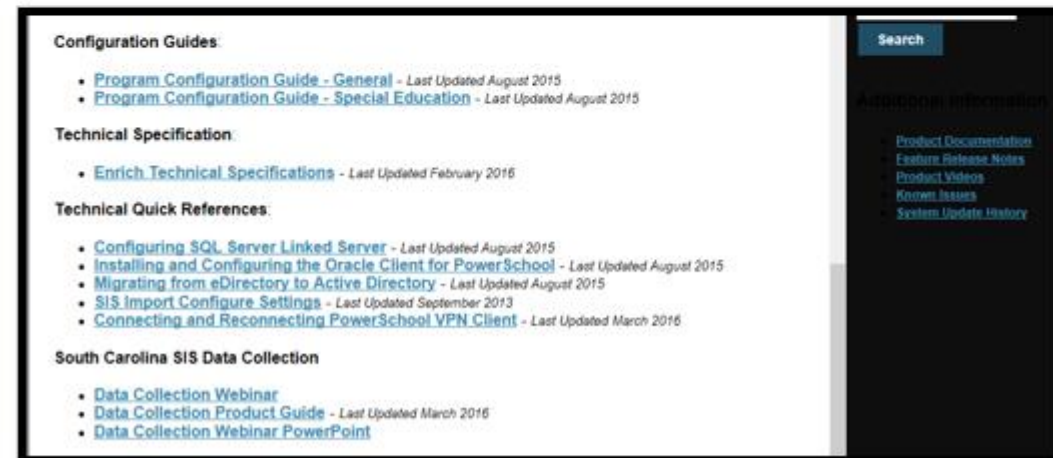 Configuration Guides:
Program Configuration Guide - General - Last Updated August 2015
Program Configuration Guide - Special Education - Last Updated August 2015
Technical Specification:
Enrich Technical Specifications - Last Updated February 2016
Technical Quick References:
Configuring SQL Server Linked Server - Last Updated August 2015
Installing and Configuring the Oracle Client for PowerSchool - Last Updated August 2015
Migrating from eDirectory to Active Directory - Last Updated August 2015
SIS Import Configure Settings - Last Updated September 2013
Connecting and Reconnecting PowerSchool VPN Client - Last Updated March 2016
South Carolina SIS Data Collection
Data Collection Webinar
Data Collection Product Guide - Last Updated March 2016
Data Collection Webinar PowerPoint
Search
Additional Information
Product Documentation
Feature Release Notes
Product Videos
Known Issues
System Update History